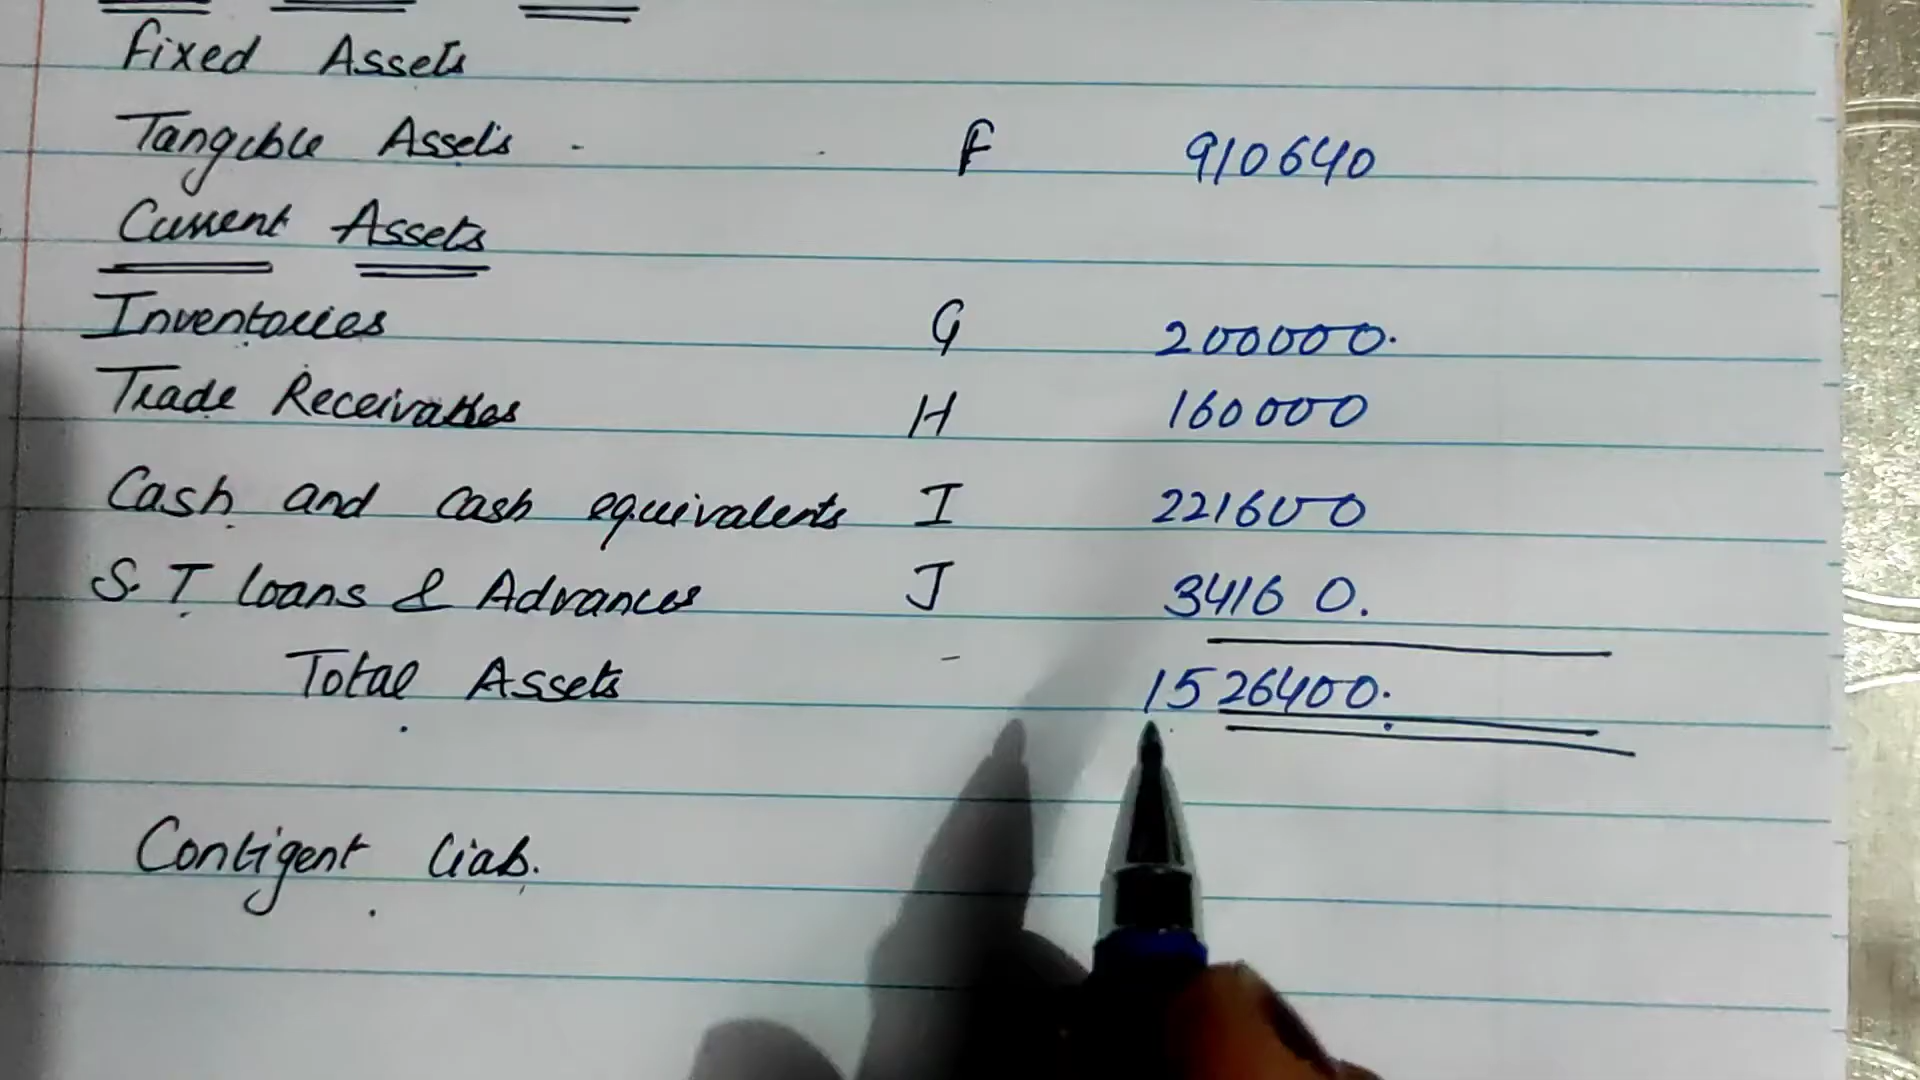 Fixed Assets
Tangible Assets F 910640
Current Assets
Inventories G 200000.
Trade Receivables H 160000
Cash and cash equivalents I 221600
S.T. loans & Advances J 34160.
Total Assets - 1526400.
Contigent liab.